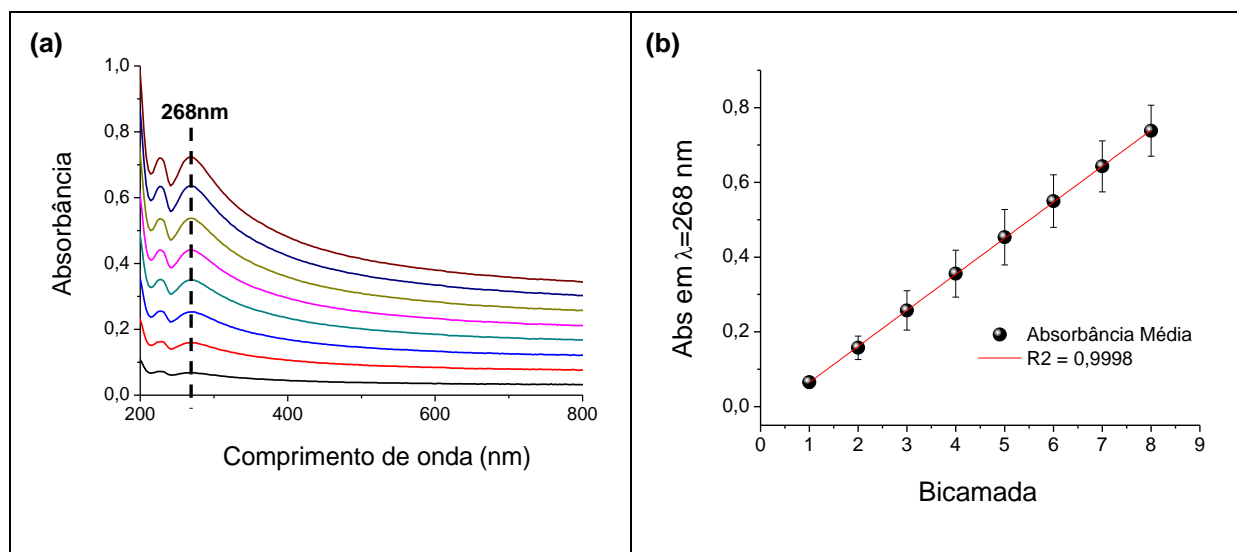 (a)
1,0
0,8
0,6
0,4
0,2
0,0
268nm
Absorbância
200
400
600
800
Comprimento de onda (nm)
(b)
0,8
0,6
0,4
0,2
0,0
Abs em λ=268 nm
Absorbância Média
R2 = 0,9998
0
1
2
3
4
5
6
7
8
9
Bicamada